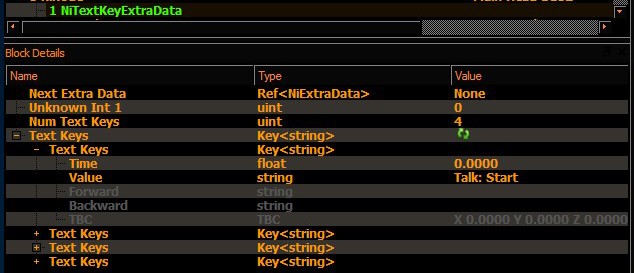 1 NiTextKeyExtraData
Block Details
Name Type Value
Next Extra Data Ref<NiExtraData> None
Unknown Int 1 uint 0
Num Text Keys uint 4
Text Keys Key<string>
Text Keys Key<string>
Time float 0.0000
Value string Talk: Start
Forward string
Backward string
TBC TBC X 0.0000 Y 0.0000 Z 0.0000
Text Keys Key<string>
Text Keys Key<string>
Text Keys Key<string>